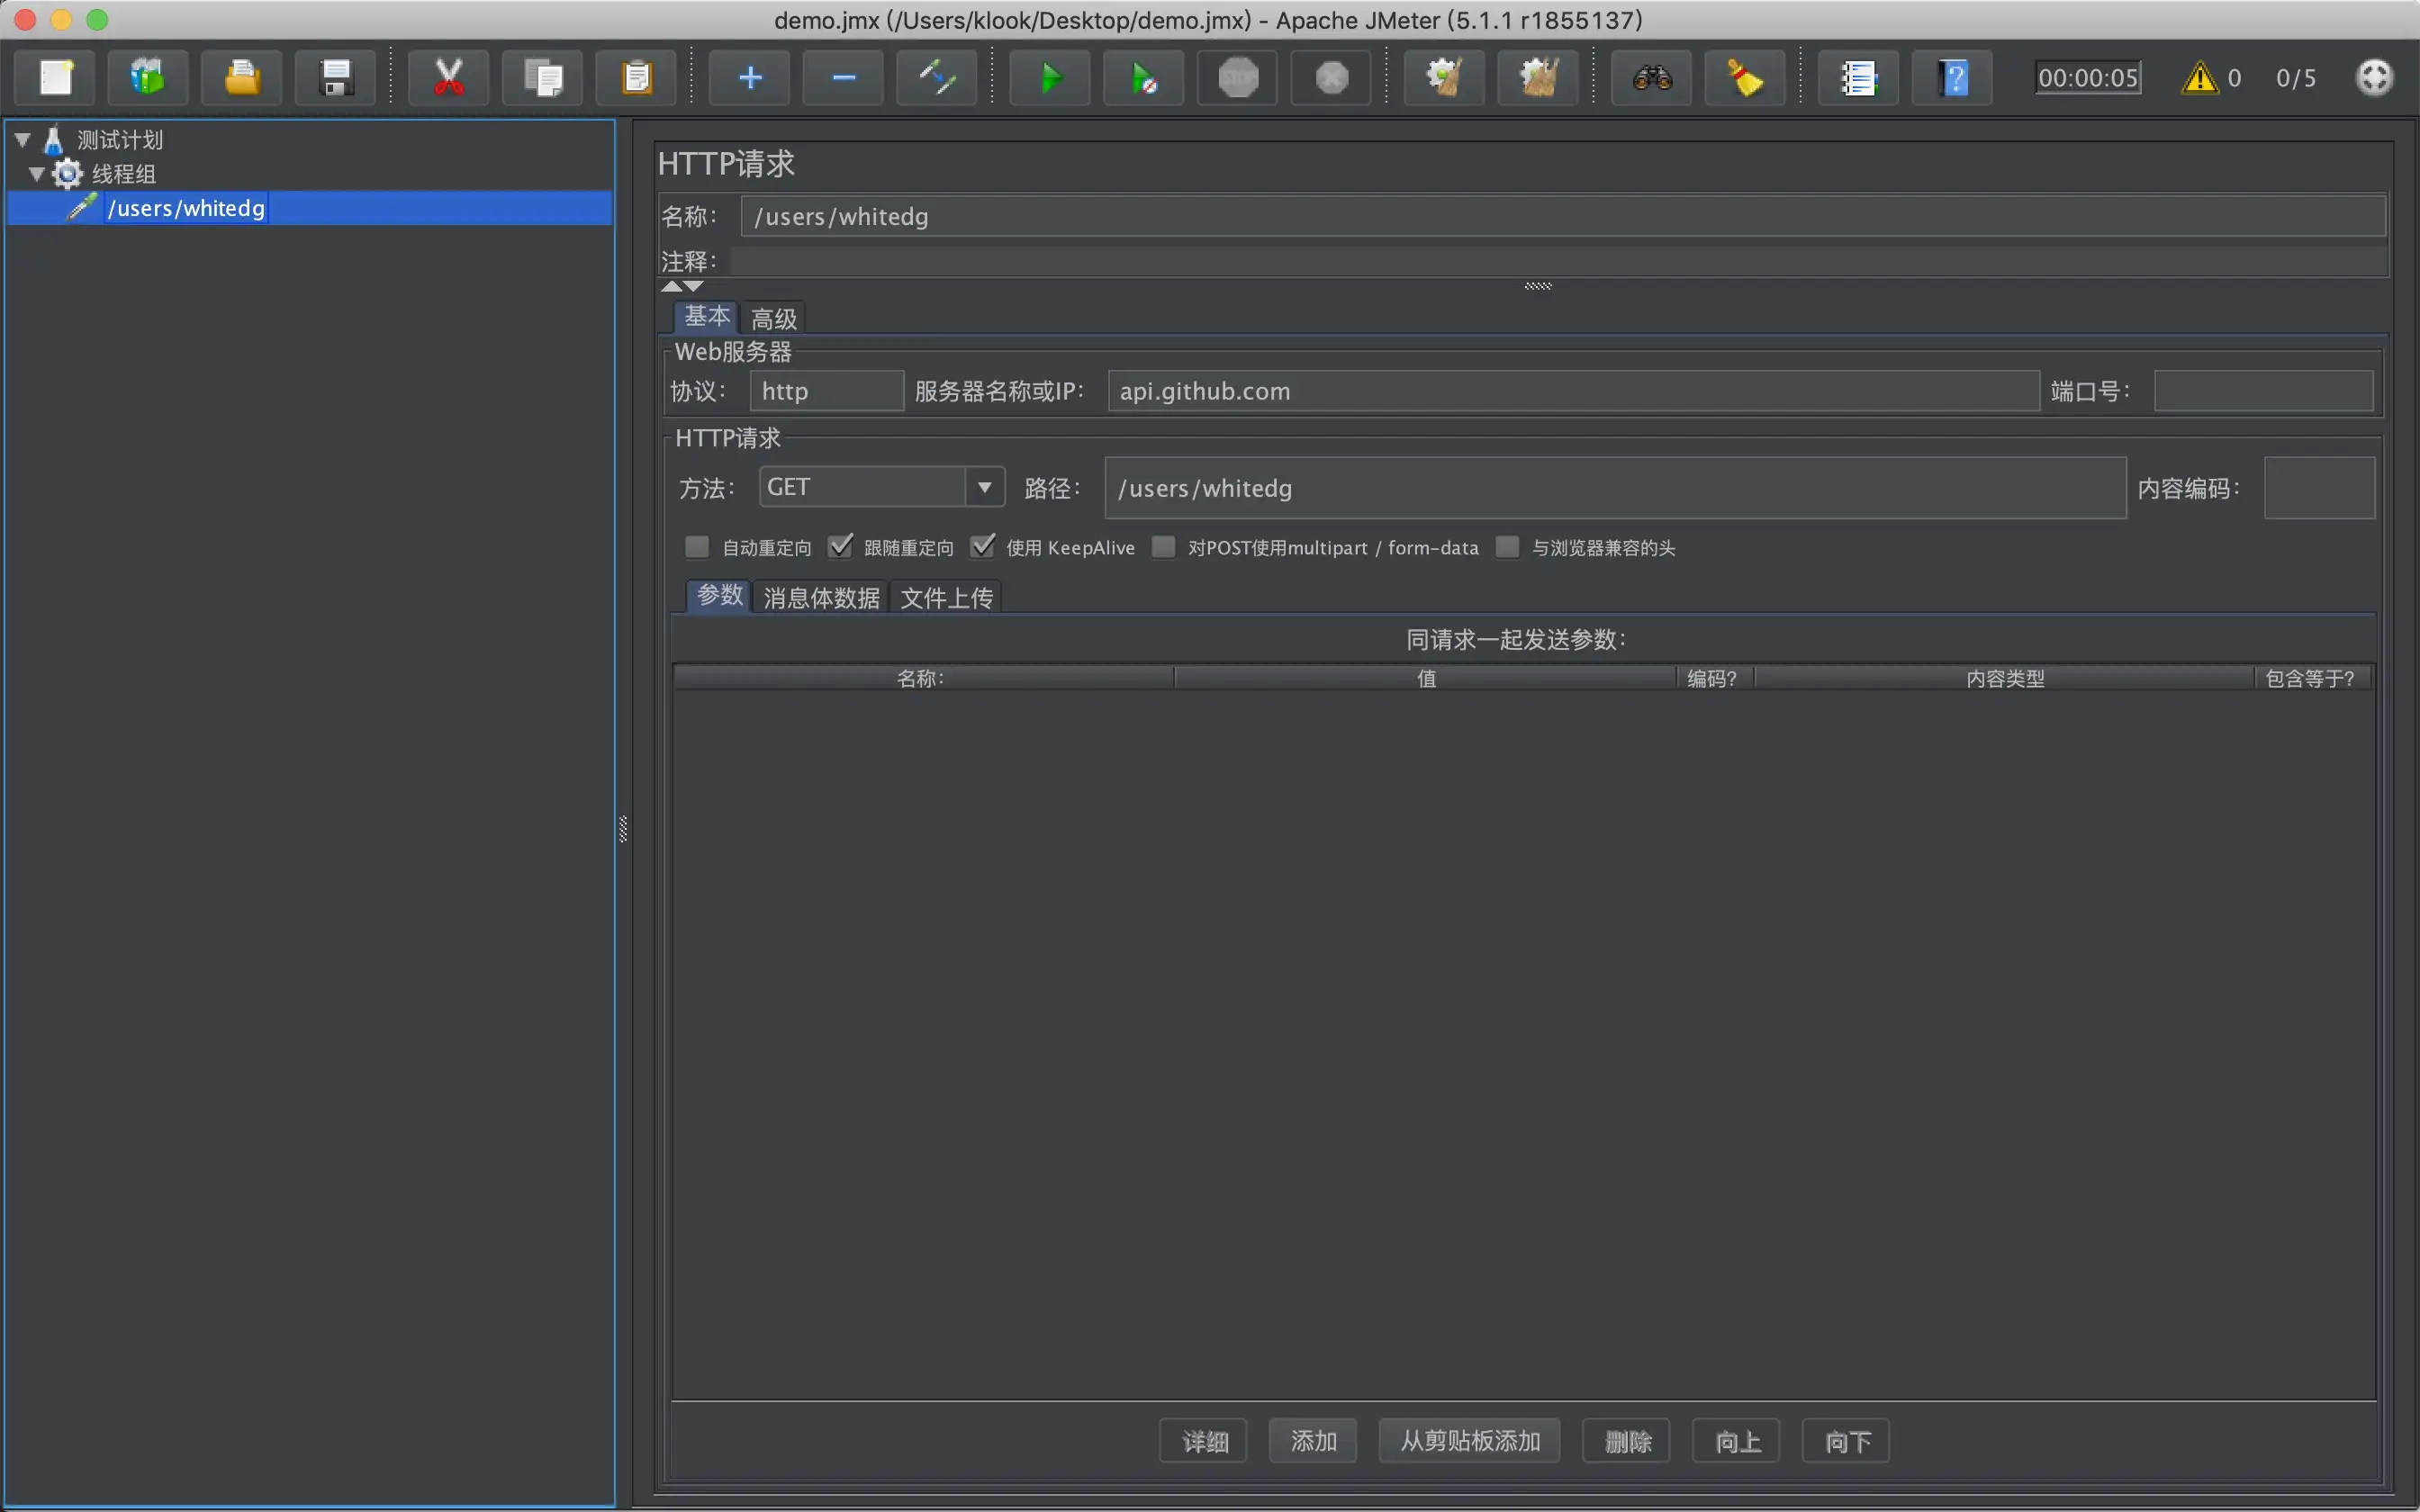 demo.jmx (/Users/klook/Desktop/demo.jmx) - Apache JMeter (5.1.1 r1855137)
STOP
00:00:05
0
0/5
测试计划
线程组
/users/whitedg
HTTP请求
名称: /users/whitedg
注释:
基本 高级
Web服务器
协议: http 服务器名称或IP: api.github.com 端口号:
HTTP请求
方法: GET 路径: /users/whitedg 内容编码:
自动重定向 跟随重定向 使用 KeepAlive 对POST使用multipart / form-data 与浏览器兼容的头
参数 消息体数据 文件上传
同请求一起发送参数:
名称: 值 编码? 内容类型 包含等于?
详细 添加 从剪贴板添加 删除 向上 向下